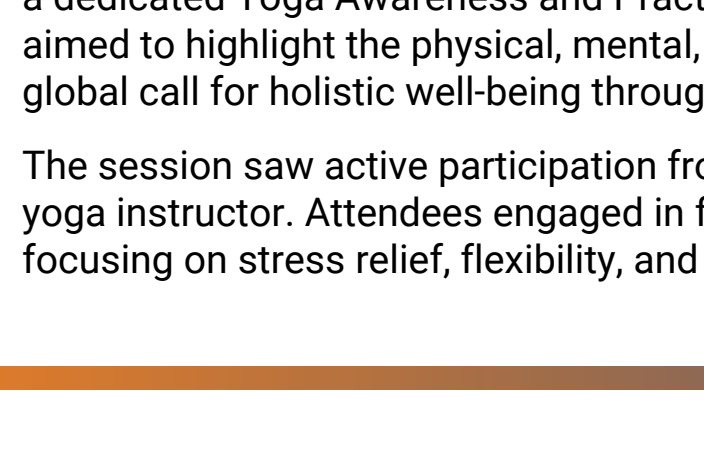 a dedicated Yoga Awareness and Pract
aimed to highlight the physical, mental,
global call for holistic well-being throug
The session saw active participation fro
yoga instructor. Attendees engaged in f
focusing on stress relief, flexibility, and